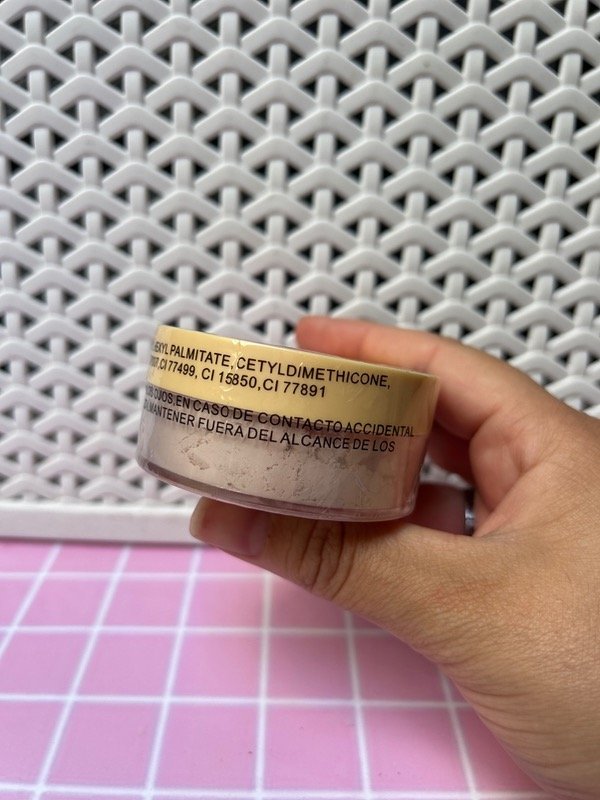 PALMITATE, CETYLDIMETHICONE,
CI 77499, CI 15850, CI 77891
OJOS, EN CASO DE CONTACTO ACCIDENTAL
MANTENER FUERA DEL ALCANCE DE LOS